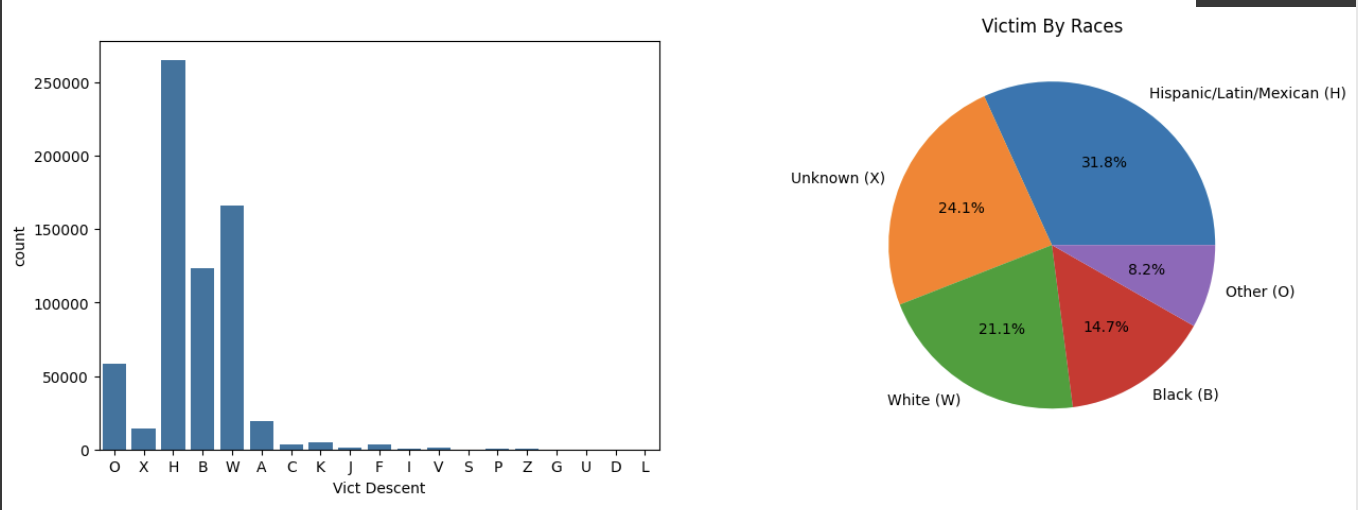 250000
200000
150000
100000
50000
0
count
O X H B W A C K J F I V S P Z G U D L
Vict Descent
Victim By Races
Hispanic/Latin/Mexican (H)
31.8%
Unknown (X)
24.1%
21.1%
White (W)
14.7%
Black (B)
8.2%
Other (O)